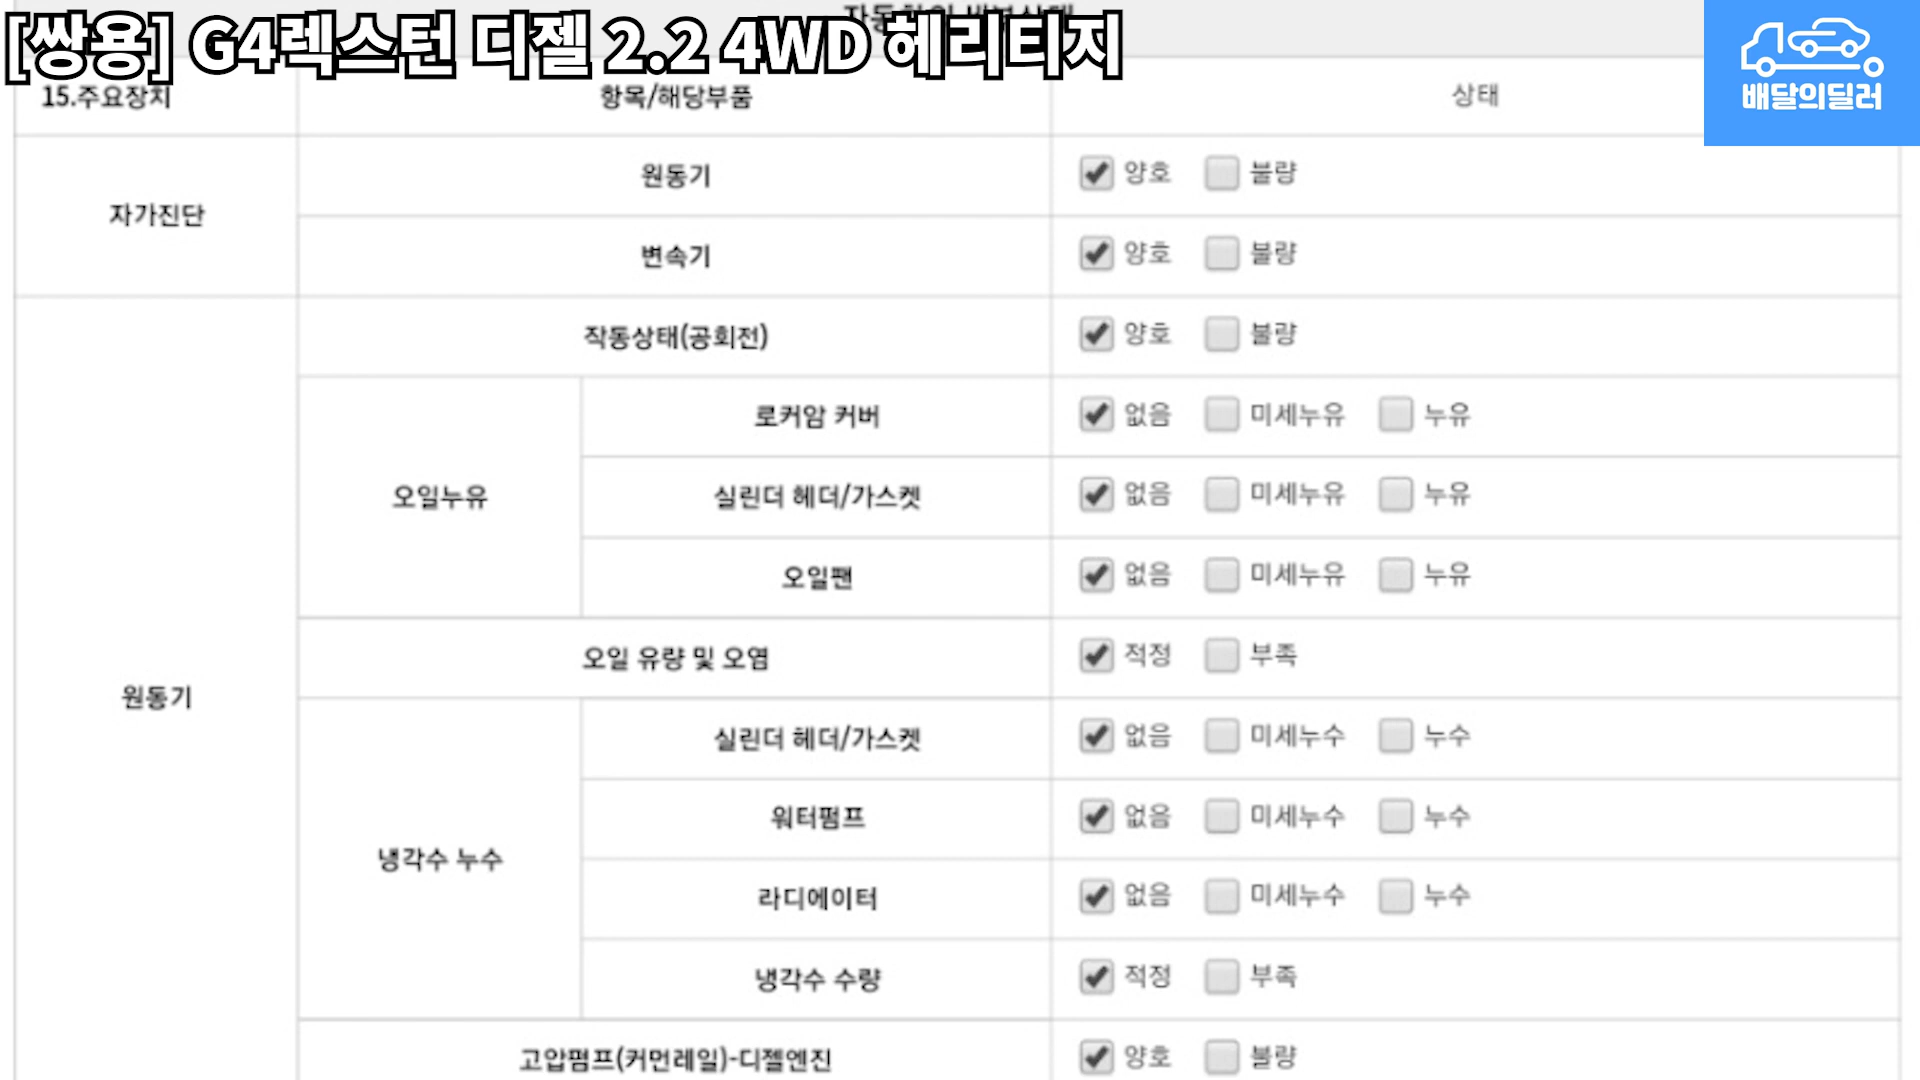 [쌍용] G4렉스턴 디젤 2.2 4WD 헤리티지
배달의딜러
15.주요장치 항목/해당부품 상태
자가진단
원동기 양호 불량
변속기 양호 불량
원동기
작동상태(공회전) 양호 불량
오일누유
로커암 커버 없음 미세누유 누유
실린더 헤더/가스켓 없음 미세누유 누유
오일팬 없음 미세누유 누유
오일 유량 및 오염 적정 부족
냉각수 누수
실린더 헤더/가스켓 없음 미세누수 누수
워터펌프 없음 미세누수 누수
라디에이터 없음 미세누수 누수
냉각수 수량 적정 부족
고압펌프(커먼레일)-디젤엔진 양호 불량